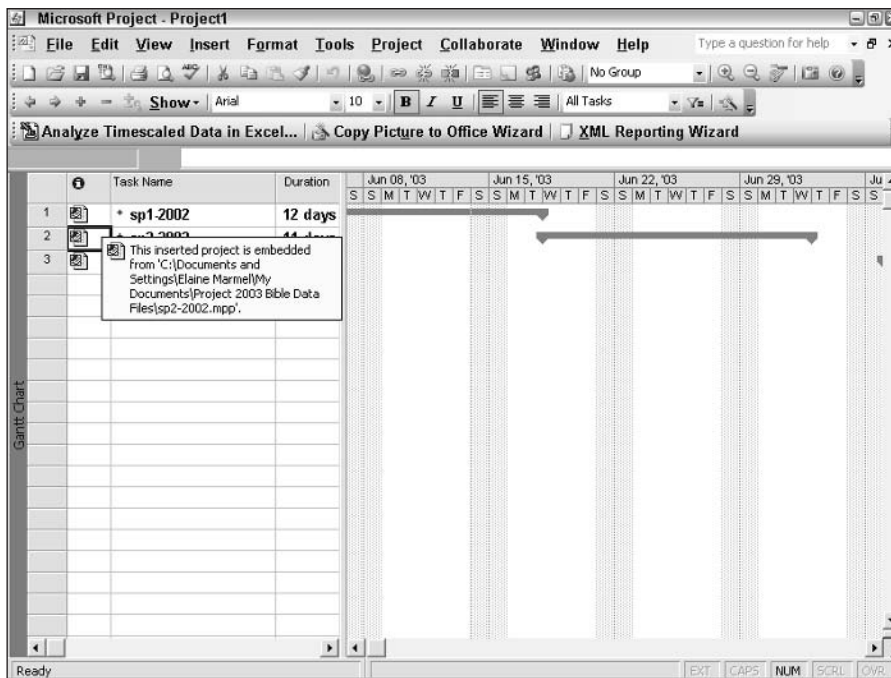 Microsoft Project - Project1
File Edit View Insert Format Tools Project Collaborate Window Help Type a question for help
No Group
Show Arial 10 B I U All Tasks
Analyze Timescaled Data in Excel... Copy Picture to Office Wizard XML Reporting Wizard
Task Name Duration Jun 08, '03 Jun 15, '03 Jun 22, '03 Jun 29, '03 Ju
S S M T W T F S S M T W T F S S M T W T F S S M T W T F S S
1 * sp1-2002 12 days
2
3
This inserted project is embedded
from 'C:\Documents and
Settings\Elaine Marmel\My
Documents\Project 2003 Bible Data
Files\sp2-2002.mpp'.
Gantt Chart
Ready EXT CAPS NUM SCRL OVR